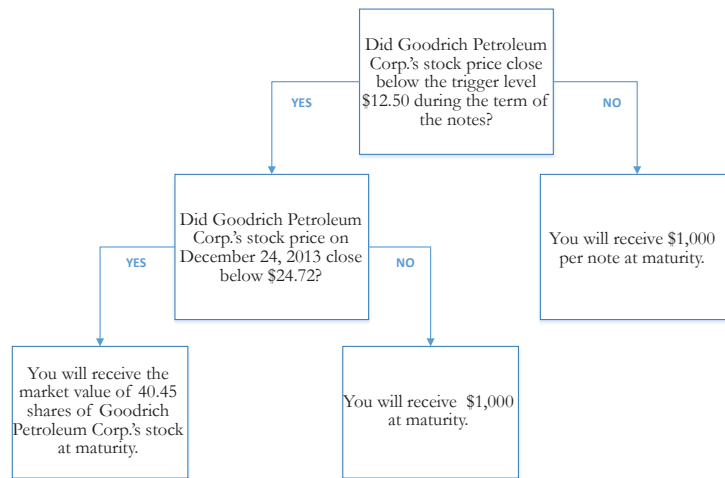 Did Goodrich Petroleum
Corp.'s stock price close
below the trigger level
$12.50 during the term of
the notes?
YES
NO
Did Goodrich Petroleum
Corp.'s stock price on
December 24, 2013 close
below $24.72?
You will receive $1,000
per note at maturity.
YES
NO
You will receive the
market value of 40.45
shares of Goodrich
Petroleum Corp.'s stock
at maturity.
You will receive $1,000
at maturity.